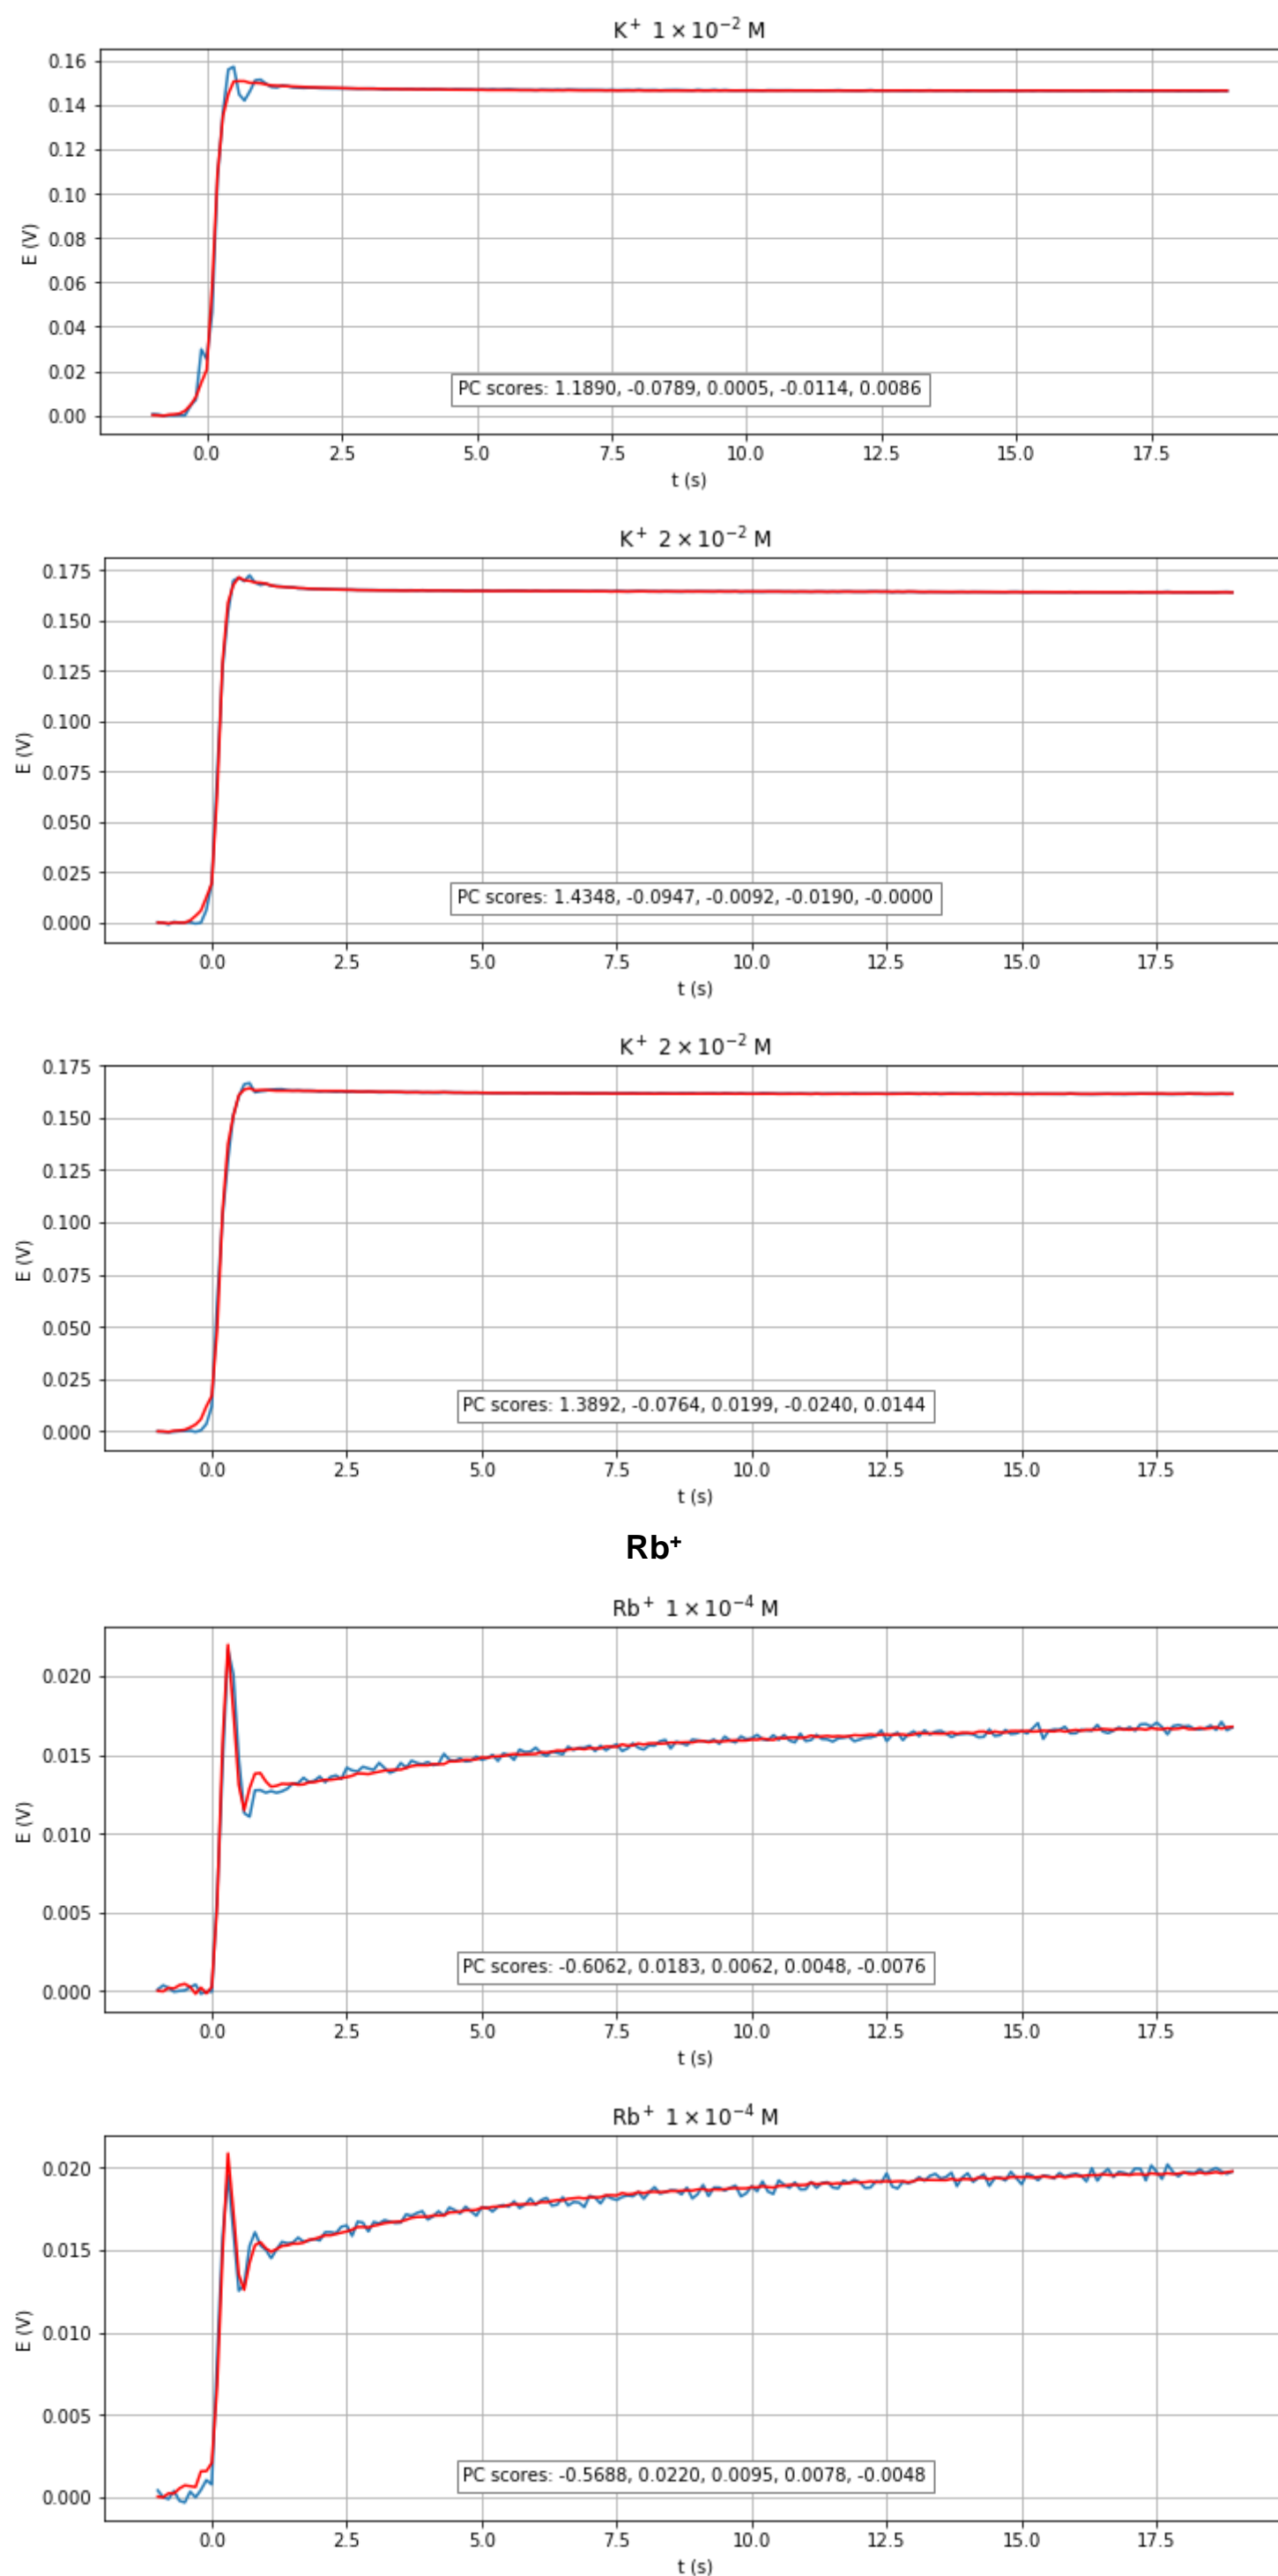 K⁺ 1 × 10⁻² M
0.16
0.14
0.12
0.10
0.08
0.06
0.04
0.02
0.00
E (V)
PC scores: 1.1890, -0.0789, 0.0005, -0.0114, 0.0086
0.0 2.5 5.0 7.5 10.0 12.5 15.0 17.5
t (s)
K⁺ 2 × 10⁻² M
0.175
0.150
0.125
0.100
0.075
0.050
0.025
0.000
E (V)
PC scores: 1.4348, -0.0947, -0.0092, -0.0190, -0.0000
0.0 2.5 5.0 7.5 10.0 12.5 15.0 17.5
t (s)
K⁺ 2 × 10⁻² M
0.175
0.150
0.125
0.100
0.075
0.050
0.025
0.000
E (V)
PC scores: 1.3892, -0.0764, 0.0199, -0.0240, 0.0144
0.0 2.5 5.0 7.5 10.0 12.5 15.0 17.5
t (s)
Rb⁺
Rb⁺ 1 × 10⁻⁴ M
0.020
0.015
0.010
0.005
0.000
E (V)
PC scores: -0.6062, 0.0183, 0.0062, 0.0048, -0.0076
0.0 2.5 5.0 7.5 10.0 12.5 15.0 17.5
t (s)
Rb⁺ 1 × 10⁻⁴ M
0.020
0.015
0.010
0.005
0.000
E (V)
PC scores: -0.5688, 0.0220, 0.0095, 0.0078, -0.0048
0.0 2.5 5.0 7.5 10.0 12.5 15.0 17.5
t (s)